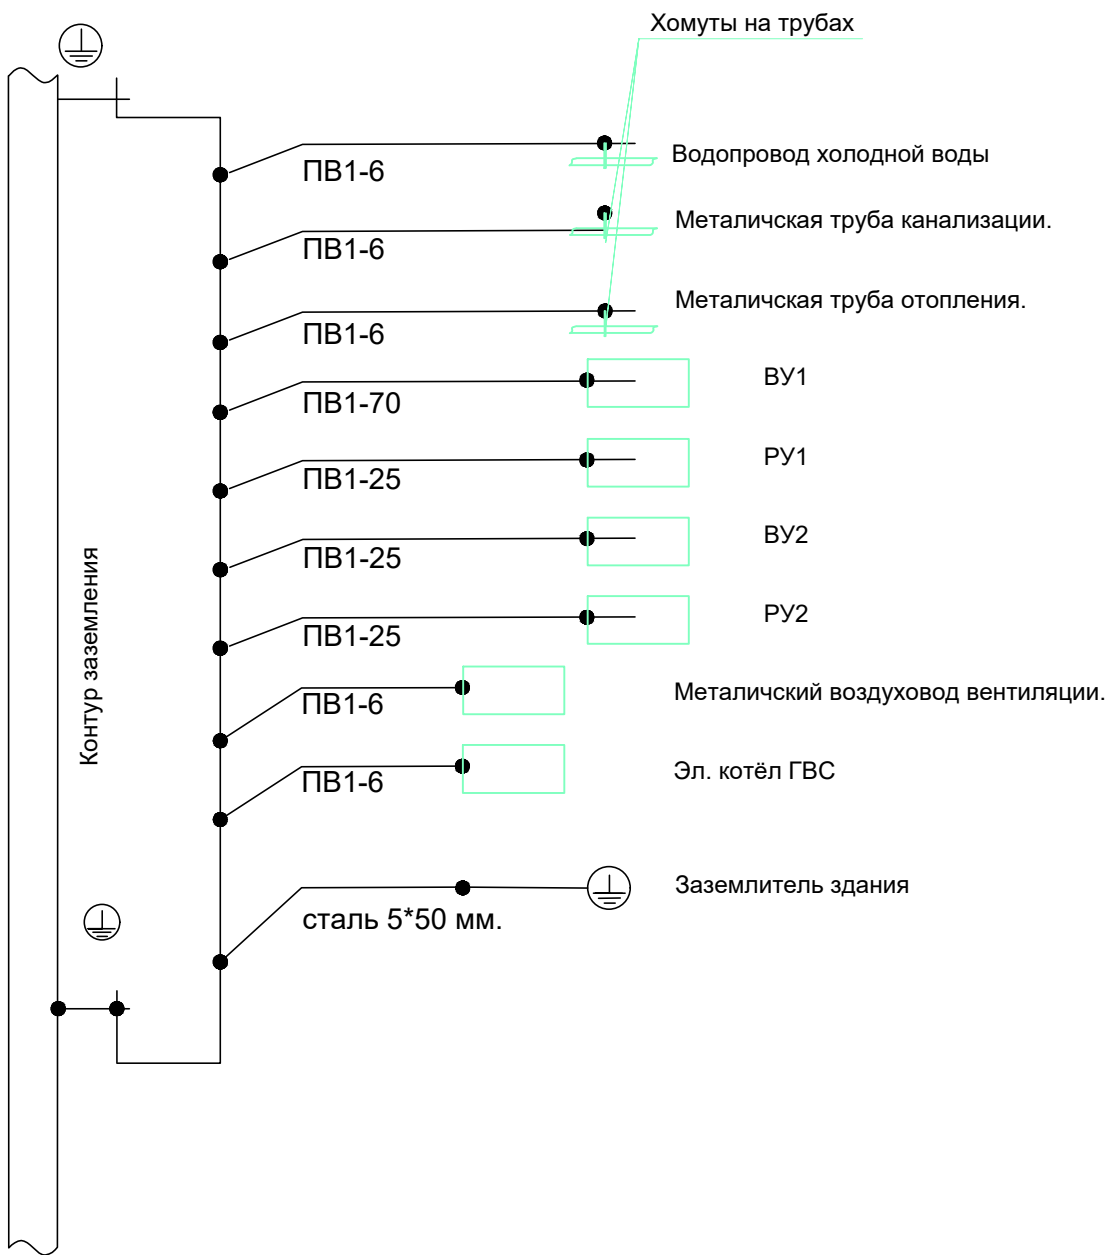 Хомуты на трубах
ПВ1-6
Водопровод холодной воды
ПВ1-6
Металичская труба канализации.
ПВ1-6
Металичская труба отопления.
ПВ1-70
ВУ1
ПВ1-25
РУ1
ПВ1-25
ВУ2
ПВ1-25
РУ2
Контур заземления
ПВ1-6
Металичский воздуховод вентиляции.
ПВ1-6
Эл. котёл ГВС
сталь 5*50 мм.
Заземлитель здания